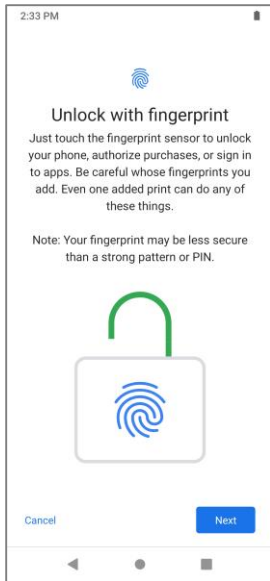 2:33 PM
Unlock with fingerprint
Just touch the fingerprint sensor to unlock
your phone, authorize purchases, or sign in
to apps. Be careful whose fingerprints you
add. Even one added print can do any of
these things.
Note: Your fingerprint may be less secure
than a strong pattern or PIN.
Cancel
Next